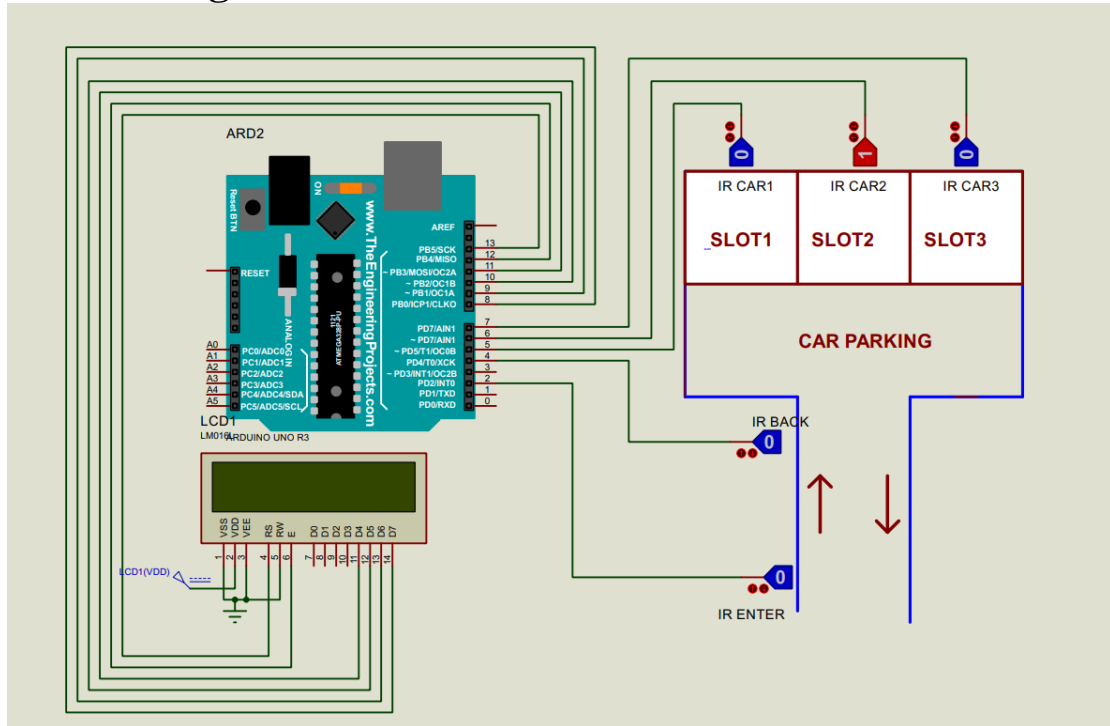 ARD2
Reset BTN
ON
www.TheEngineeringProjects.com
RESET
ANALOG IN
1121
ATMEGA328P-PU
AREF
PB5/SCK 13
PB4/MISO 12
~ PB3/MOSI/OC2A 11
~ PB2/OC1B 10
~ PB1/OC1A 9
PB0/ICP1/CLKO 8
PD7/AIN1 7
~ PD7/AIN1 6
~ PD5/T1/OC0B 5
PD4/T0/XCK 4
~ PD3/INT1/OC2B 3
PD2/INT0 2
PD1/TXD 1
PD0/RXD 0
A0 PC0/ADC0
A1 PC1/ADC1
A2 PC2/ADC2
A3 PC3/ADC3
A4 PC4/ADC4/SDA
A5 PC5/ADC5/SCL
LCD1
ARDUINO UNO R3
VSS VDD VEE RS RW E D0 D1 D2 D3 D4 D5 D6 D7
1 2 3 4 5 6 7 8 9 10 11 12 13 14
LCD1(VDD)
0 1 0
IR CAR1 IR CAR2 IR CAR3
SLOT1 SLOT2 SLOT3
CAR PARKING
IR BACK
0
0
IR ENTER